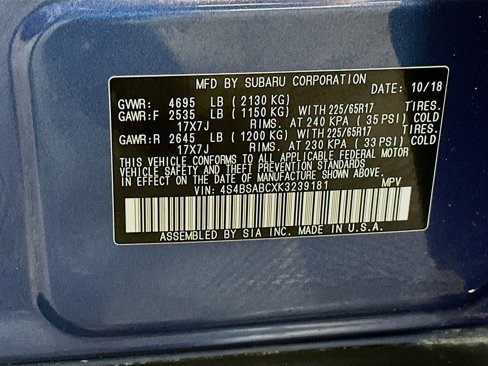 MFD BY SUBARU CORPORATION DATE: 10/18
GVWR: 4695 LB (2130 KG)
GAWR:F 2535 LB (1150 KG) WITH 225/65R17 TIRES.
17X7J RIMS. AT 240 KPA (35 PSI) COLD
GAWR:R 2645 LB (1200 KG) WITH 225/65R17 TIRES.
17X7J RIMS. AT 230 KPA (33 PSI) COLD
THIS VEHICLE CONFORMS TO ALL APPLICABLE FEDERAL MOTOR
VEHICLE SAFETY AND THEFT PREVENTION STANDARDS
IN EFFECT ON THE DATE OF MANUFACTURE SHOWN ABOVE.
VIN: 4S4BSABCXK3239181 MPV
ASSEMBLED BY SIA INC. MADE IN U.S.A.